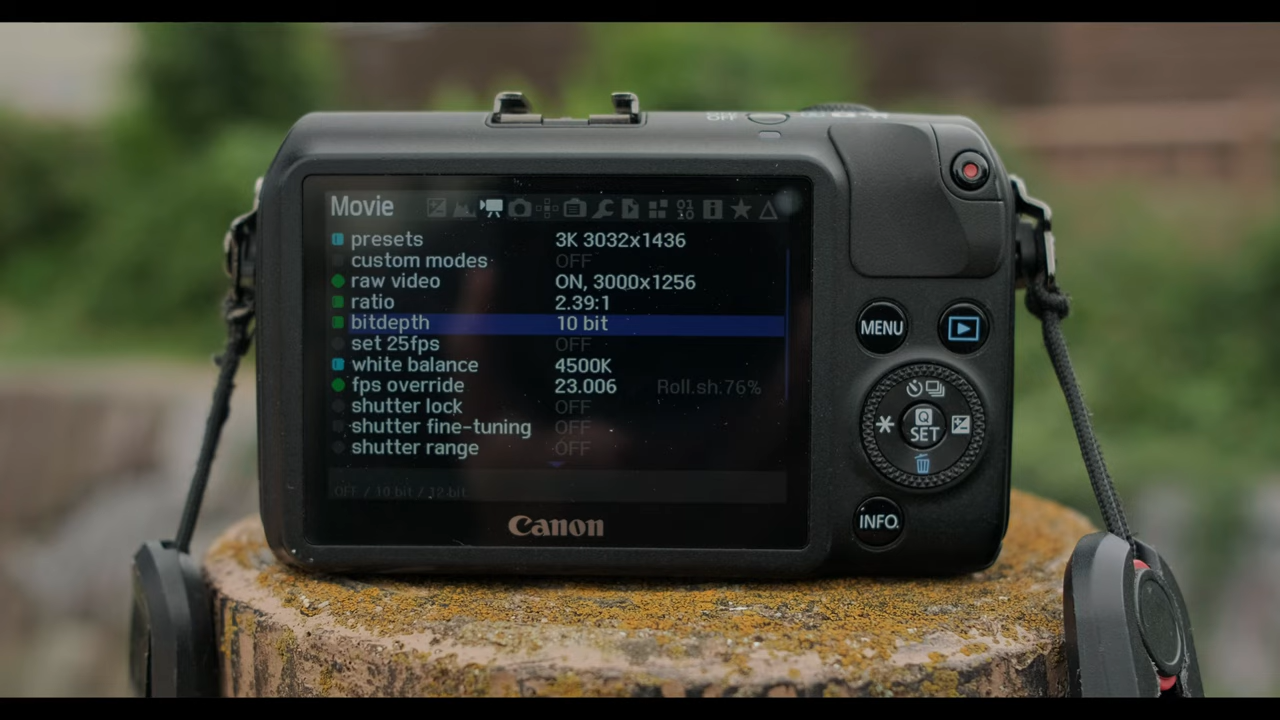 OFF
Movie
presets 3K 3032x1436
custom modes OFF
raw video ON, 3000x1256
ratio 2.39:1
bitdepth 10 bit
set 25fps OFF
white balance 4500K
fps override 23.006 Roll.sh:76%
shutter lock OFF
shutter fine-tuning OFF
shutter range OFF
OFF / 10 bit / 12 bit
Canon
MENU
Q
SET
INFO.